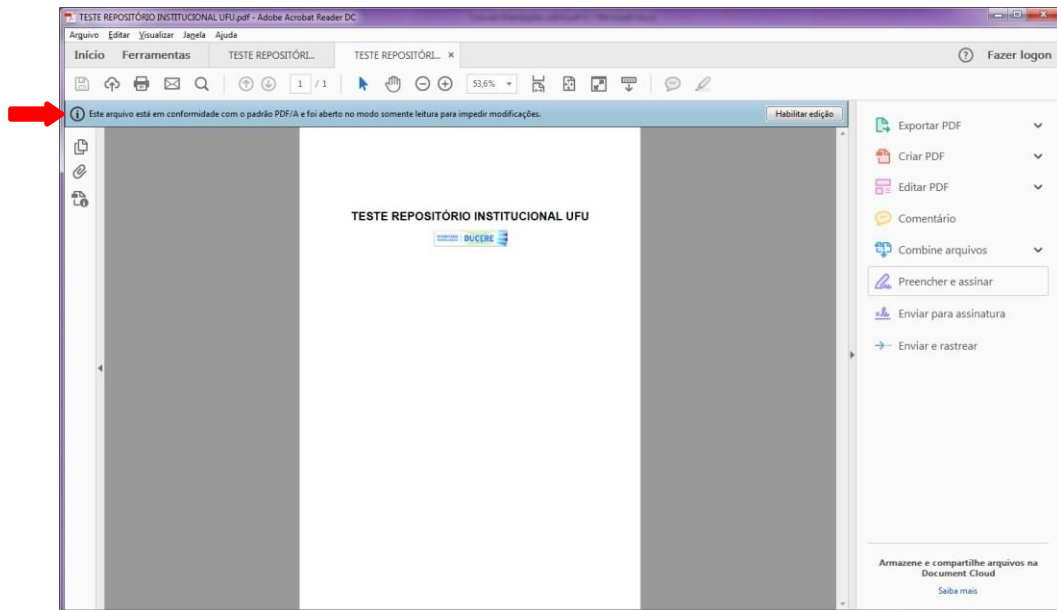 TESTE REPOSITÓRIO INSTITUCIONAL UFU.pdf - Adobe Acrobat Reader DC
Arquivo Editar Visualizar Janela Ajuda
Início Ferramentas TESTE REPOSITÓRI... TESTE REPOSITÓRI... × Fazer logon
1 / 1 53,6%
Este arquivo está em conformidade com o padrão PDF/A e foi aberto no modo somente leitura para impedir modificações. Habilitar edição
Exportar PDF
Criar PDF
Editar PDF
Comentário
Combine arquivos
Preencher e assinar
Enviar para assinatura
Enviar e rastrear
TESTE REPOSITÓRIO INSTITUCIONAL UFU
DUCERE
Armazene e compartilhe arquivos na
Document Cloud
Saiba mais